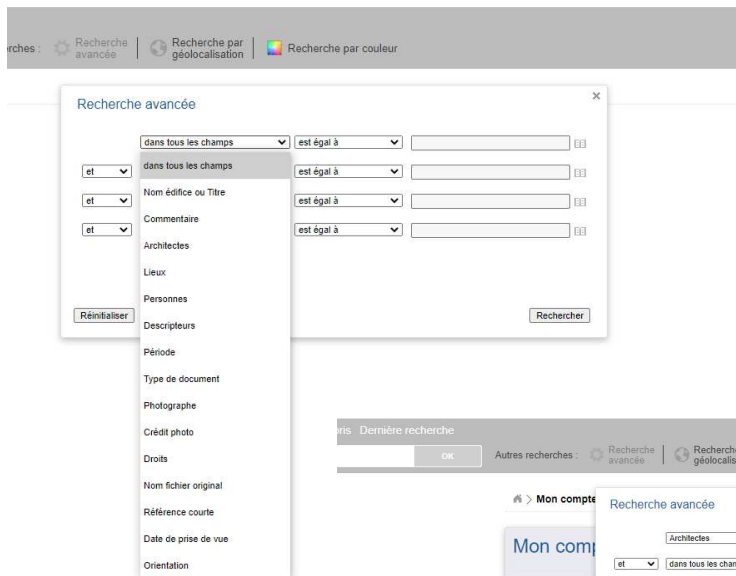 rches :
Recherche avancée
Recherche par géolocalisation
Recherche par couleur
Recherche avancée
×
dans tous les champs
est égal à
et
est égal à
et
est égal à
et
est égal à
dans tous les champs
Nom édifice ou Titre
Commentaire
Architectes
Lieux
Personnes
Descripteurs
Période
Type de document
Photographe
Crédit photo
Droits
Nom fichier original
Référence courte
Date de prise de vue
Orientation
Réinitialiser
Rechercher
ris Dernière recherche
OK
Autres recherches :
Recherche avancée
Recherche
géolocalis
> Mon compte
Mon comp
Recherche avancée
Architectes
et
dans tous les cham